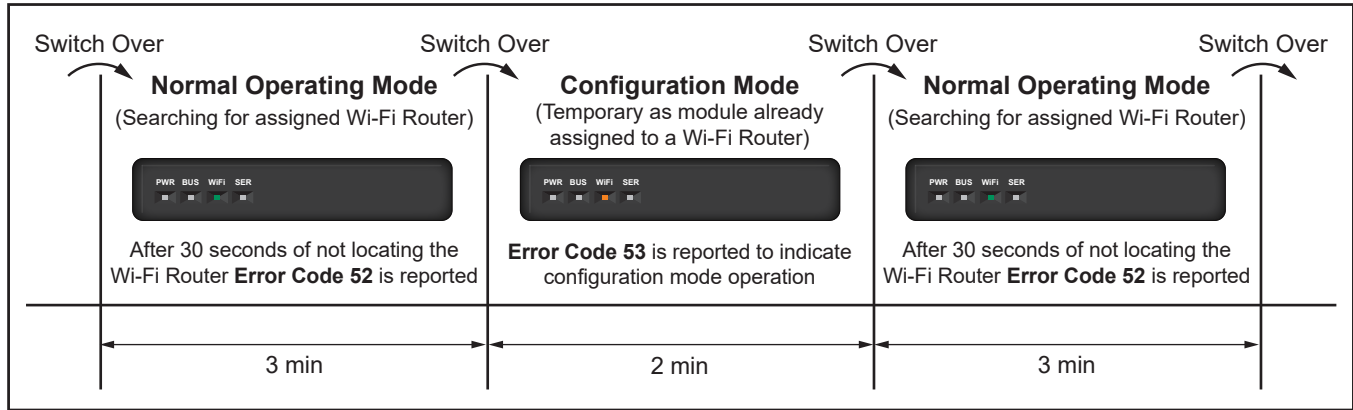 Switch Over
Switch Over
Switch Over
Switch Over
Normal Operating Mode
(Searching for assigned Wi-Fi Router)
PWR BUS WiFi SER
After 30 seconds of not locating the
Wi-Fi Router Error Code 52 is reported
Configuration Mode
(Temporary as module already
assigned to a Wi-Fi Router)
PWR BUS WiFi SER
Error Code 53 is reported to indicate
configuration mode operation
Normal Operating Mode
(Searching for assigned Wi-Fi Router)
PWR BUS WiFi SER
After 30 seconds of not locating the
Wi-Fi Router Error Code 52 is reported
3 min
2 min
3 min